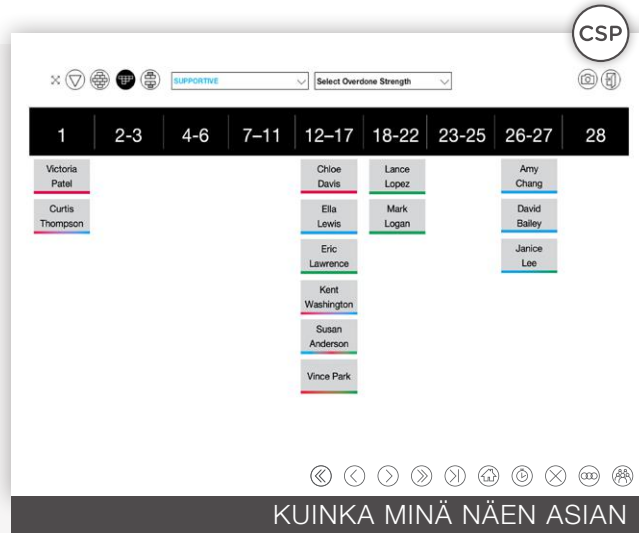 CSP
SUPPORTIVE
Select Overdone Strength
1 2-3 4-6 7–11 12–17 18-22 23-25 26-27 28
Victoria
Patel
Curtis
Thompson
Chloe
Davis
Ella
Lewis
Eric
Lawrence
Kent
Washington
Susan
Anderson
Vince Park
Lance
Lopez
Mark
Logan
Amy
Chang
David
Bailey
Janice
Lee
KUINKA MINÄ NÄEN ASIAN